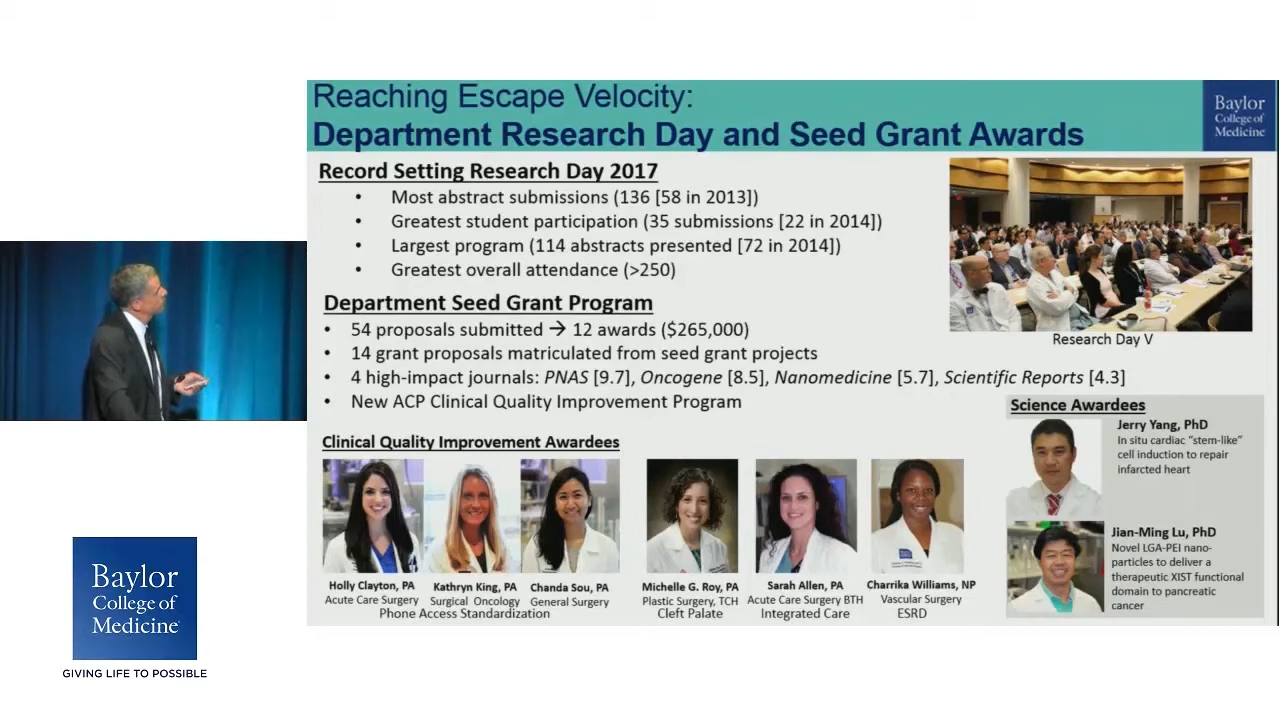 Reaching Escape Velocity:
Department Research Day and Seed Grant Awards
Baylor
College of
Medicine
Record Setting Research Day 2017
• Most abstract submissions (136 [58 in 2013])
• Greatest student participation (35 submissions [22 in 2014])
• Largest program (114 abstracts presented [72 in 2014])
• Greatest overall attendance (>250)
Research Day V
Department Seed Grant Program
• 54 proposals submitted → 12 awards ($265,000)
• 14 grant proposals matriculated from seed grant projects
• 4 high-impact journals: PNAS [9.7], Oncogene [8.5], Nanomedicine [5.7], Scientific Reports [4.3]
• New ACP Clinical Quality Improvement Program
Clinical Quality Improvement Awardees
Holly Clayton, PA
Acute Care Surgery
Kathryn King, PA
Surgical Oncology
Chanda Sou, PA
General Surgery
Phone Access Standardization
Michelle G. Roy, PA
Plastic Surgery, TCH
Cleft Palate
Sarah Allen, PA
Acute Care Surgery BTH
Integrated Care
Charrika Williams, NP
Vascular Surgery
ESRD
Science Awardees
Jerry Yang, PhD
In situ cardiac “stem-like”
cell induction to repair
infarcted heart
Jian-Ming Lu, PhD
Novel LGA-PEI nano-
particles to deliver a
therapeutic XIST functional
domain to pancreatic
cancer
Baylor
College of
Medicine
GIVING LIFE TO POSSIBLE